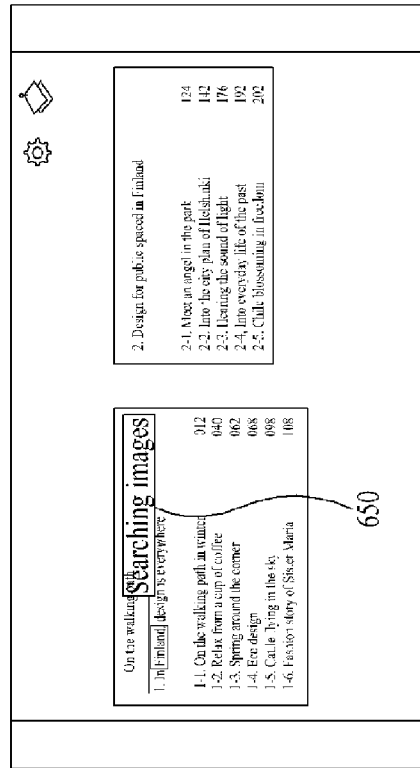 On the walking path
Searching images
1. In Finland, design is everywhere
1-1. On the walking path in winter 012
1-2. Relax from a cup of coffee 040
1-3. Spring around the corner 062
1-4. Eco design 068
1-5. Castle lying in the sky 098
1-6. Fashion story of Sister Maria 108
650
2. Design for public spaced in Finland
2-1. Meet an angel in the park 124
2-2. Into the city plan of Helshinki 142
2-3. Hearing the sound of light 176
2-4, Into everyday life of the past 192
2-5. Chile blossoming in freedom 202